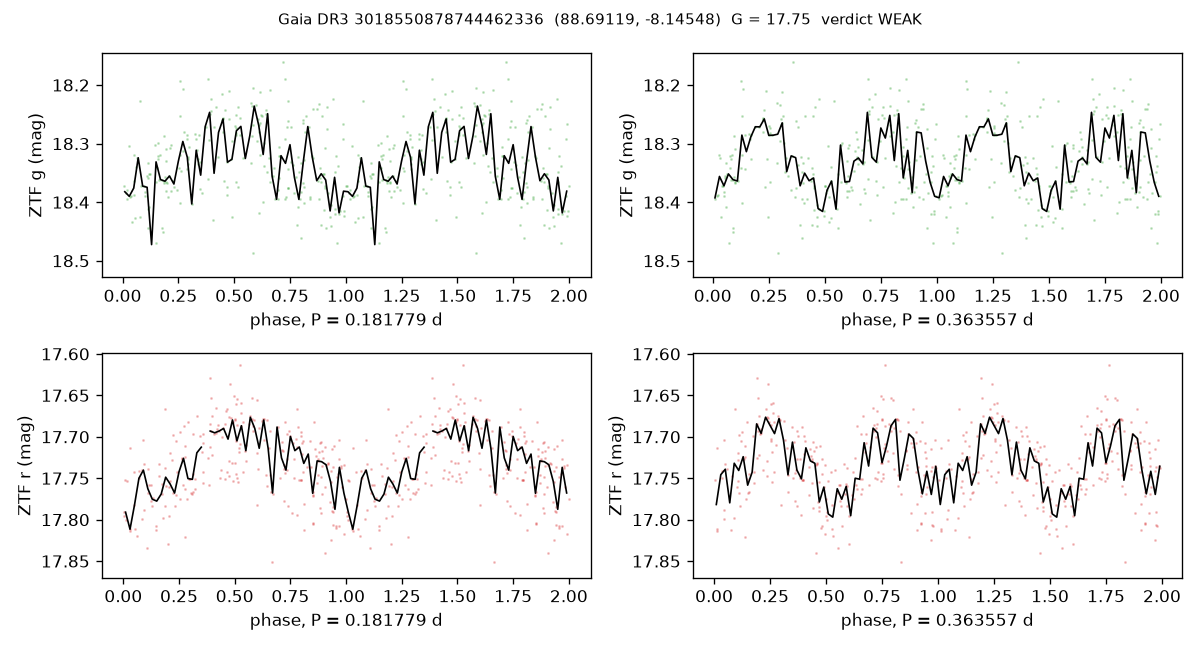 Gaia DR3 3018550878744462336  (88.69119, -8.14548)  G = 17.75  verdict WEAK
ZTF g (mag)
18.2
18.3
18.4
18.5
0.00 0.25 0.50 0.75 1.00 1.25 1.50 1.75 2.00
phase, P = 0.181779 d
ZTF g (mag)
18.2
18.3
18.4
18.5
0.00 0.25 0.50 0.75 1.00 1.25 1.50 1.75 2.00
phase, P = 0.363557 d
ZTF r (mag)
17.60
17.65
17.70
17.75
17.80
17.85
0.00 0.25 0.50 0.75 1.00 1.25 1.50 1.75 2.00
phase, P = 0.181779 d
ZTF r (mag)
17.60
17.65
17.70
17.75
17.80
17.85
0.00 0.25 0.50 0.75 1.00 1.25 1.50 1.75 2.00
phase, P = 0.363557 d